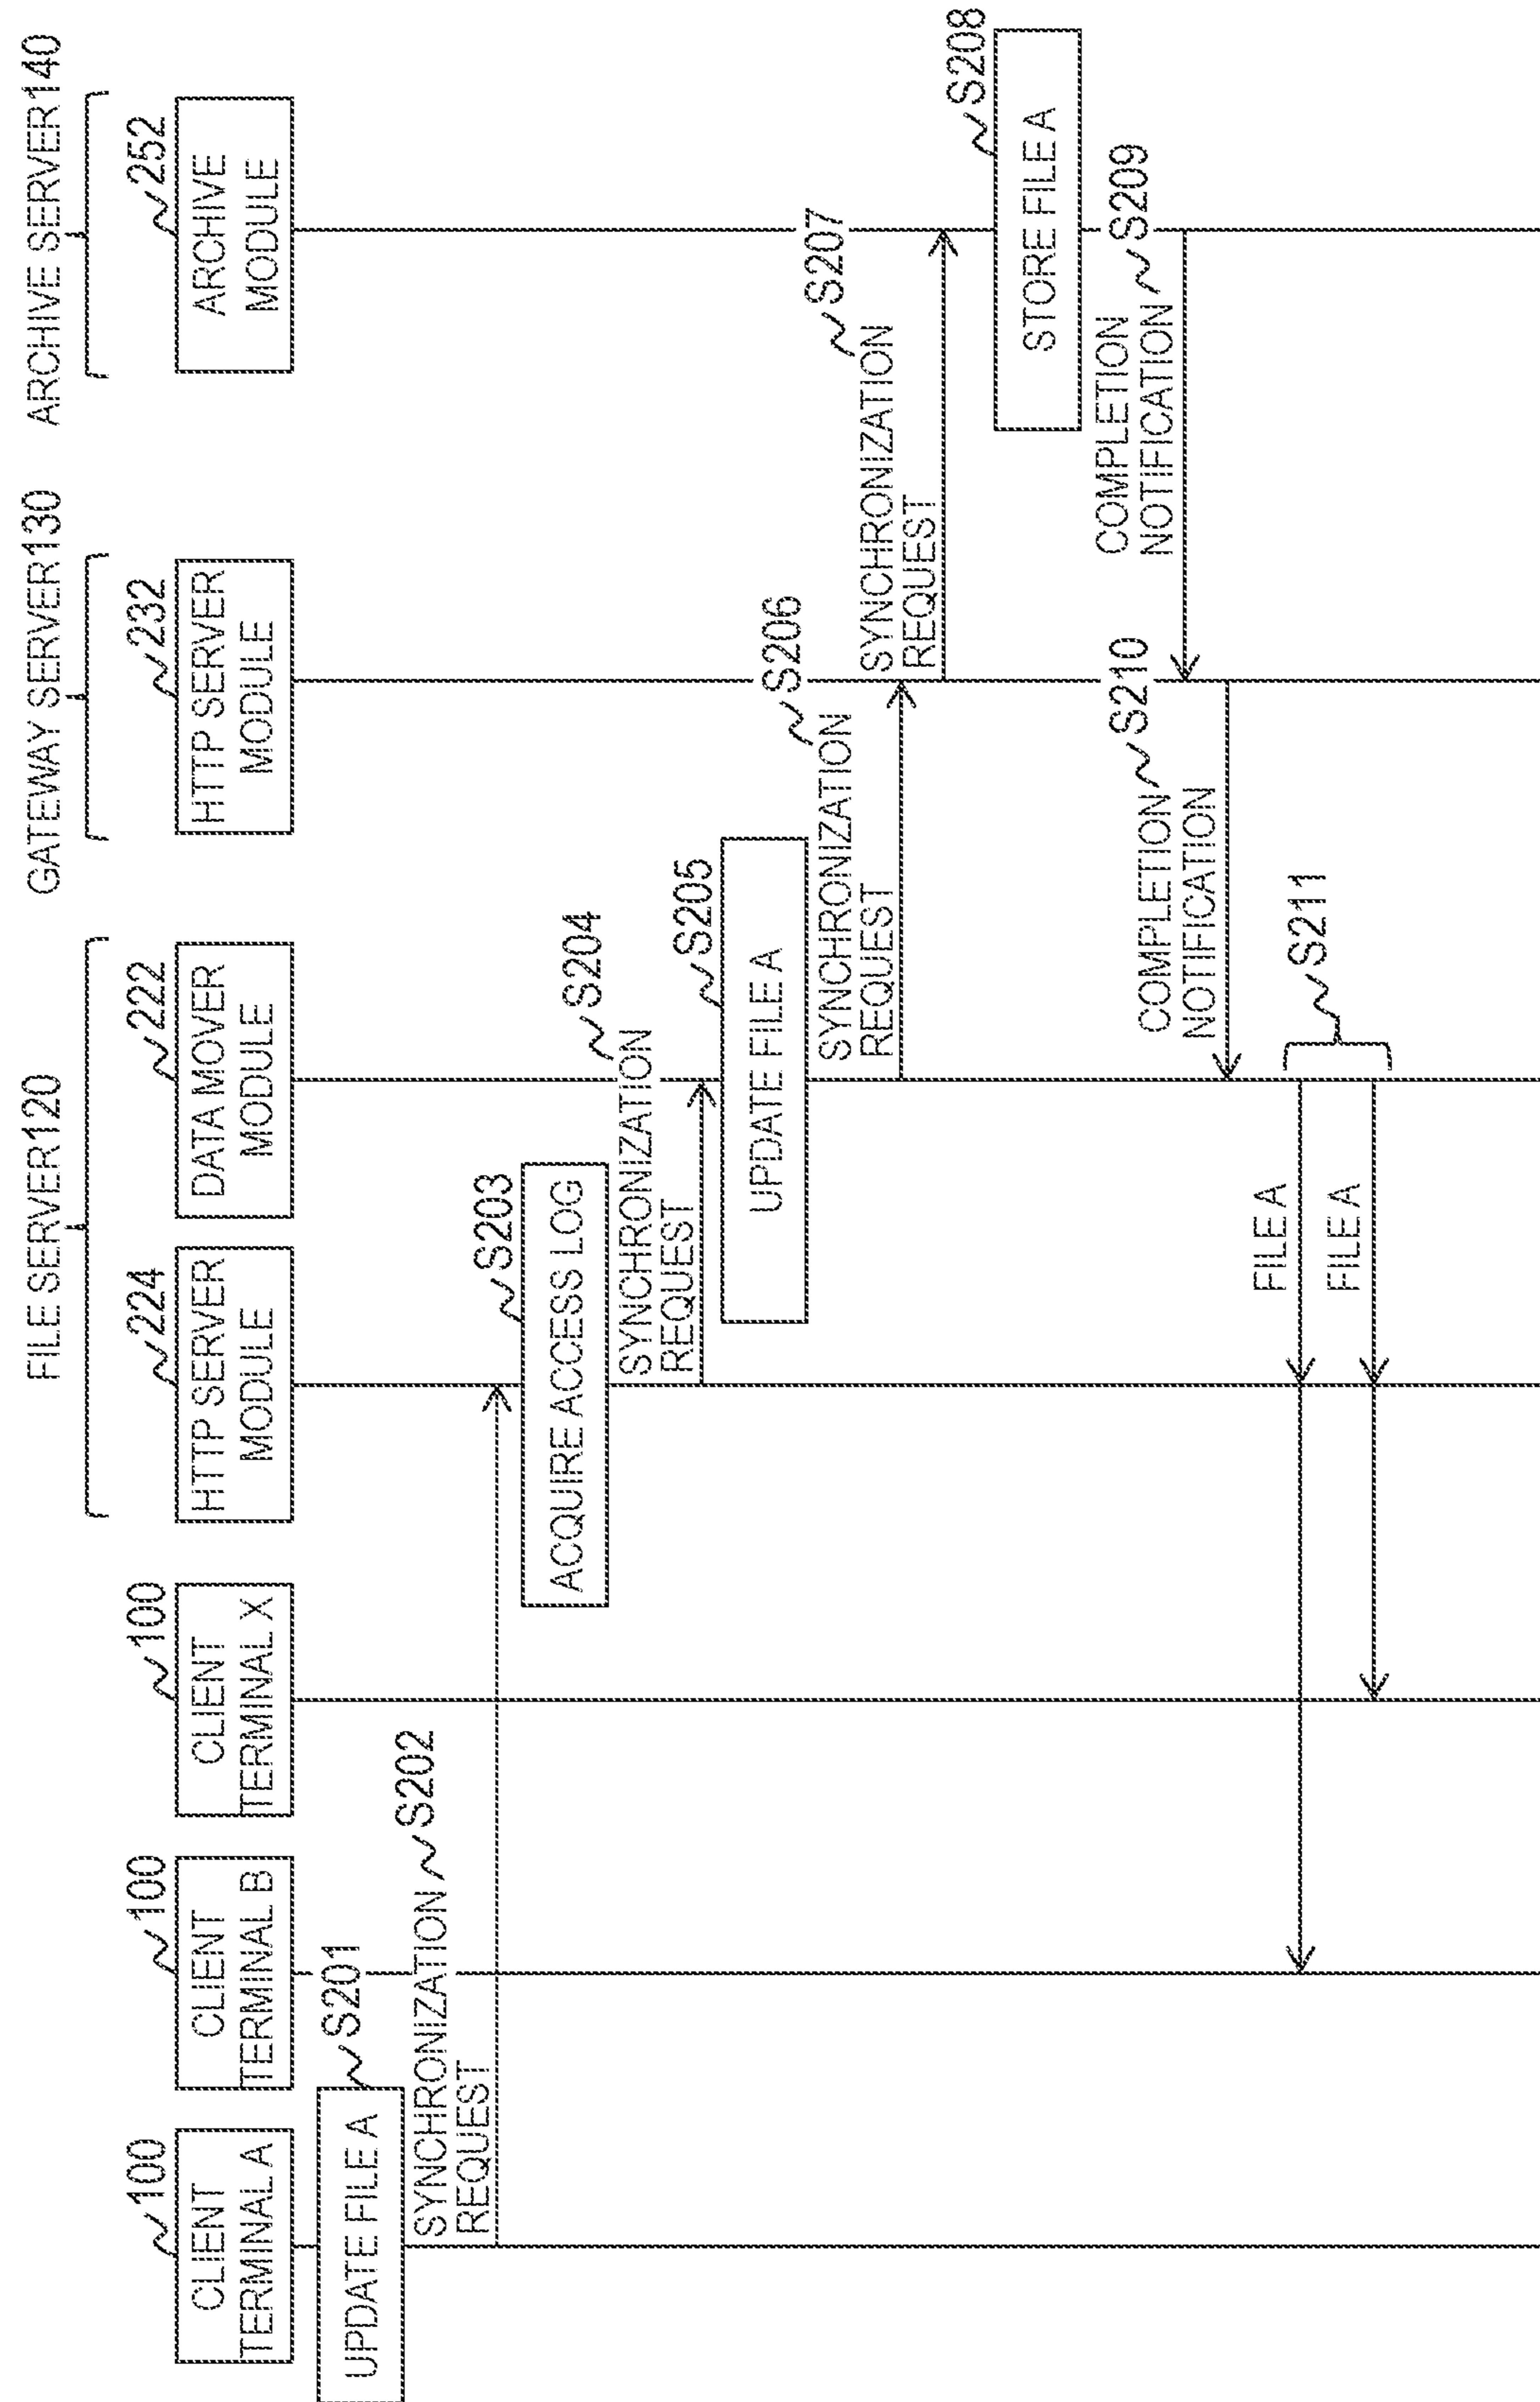 FILE SERVER120
GATEWAY SERVER130
ARCHIVE SERVER140
100
100
100
224
222
232
252
CLIENT
TERMINAL A
CLIENT
TERMINAL B
CLIENT
TERMINAL X
HTTP SERVER
MODULE
DATA MOVER
MODULE
HTTP SERVER
MODULE
ARCHIVE
MODULE
UPDATE FILE A
S201
SYNCHRONIZATION
REQUEST
S202
ACQUIRE ACCESS LOG
S203
SYNCHRONIZATION
REQUEST
S204
UPDATE FILE A
S205
SYNCHRONIZATION
REQUEST
S206
SYNCHRONIZATION
REQUEST
S207
STORE FILE A
S208
COMPLETION
NOTIFICATION
S209
COMPLETION
NOTIFICATION
S210
FILE A
FILE A
S211